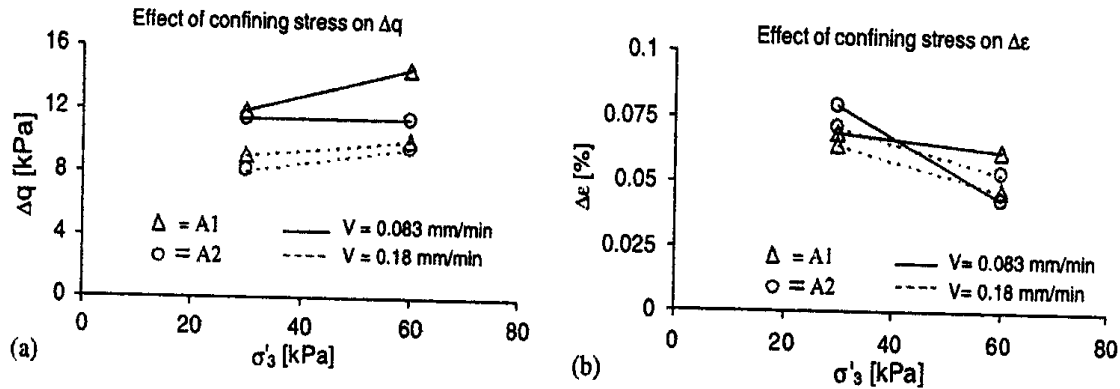 Effect of confining stress on Δq
16
12
8
4
0
Δq [kPa]
Δ = A1
V = 0.083 mm/min
O = A2
V = 0.18 mm/min
0 20 40 60 80
(a)
σ'₃ [kPa]
Effect of confining stress on Δε
0.1
0.075
0.05
0.025
0
Δε [%]
Δ = A1
V= 0.083 mm/min
O = A2
V= 0.18 mm/min
0 20 40 60 80
(b)
σ'₃ [kPa]